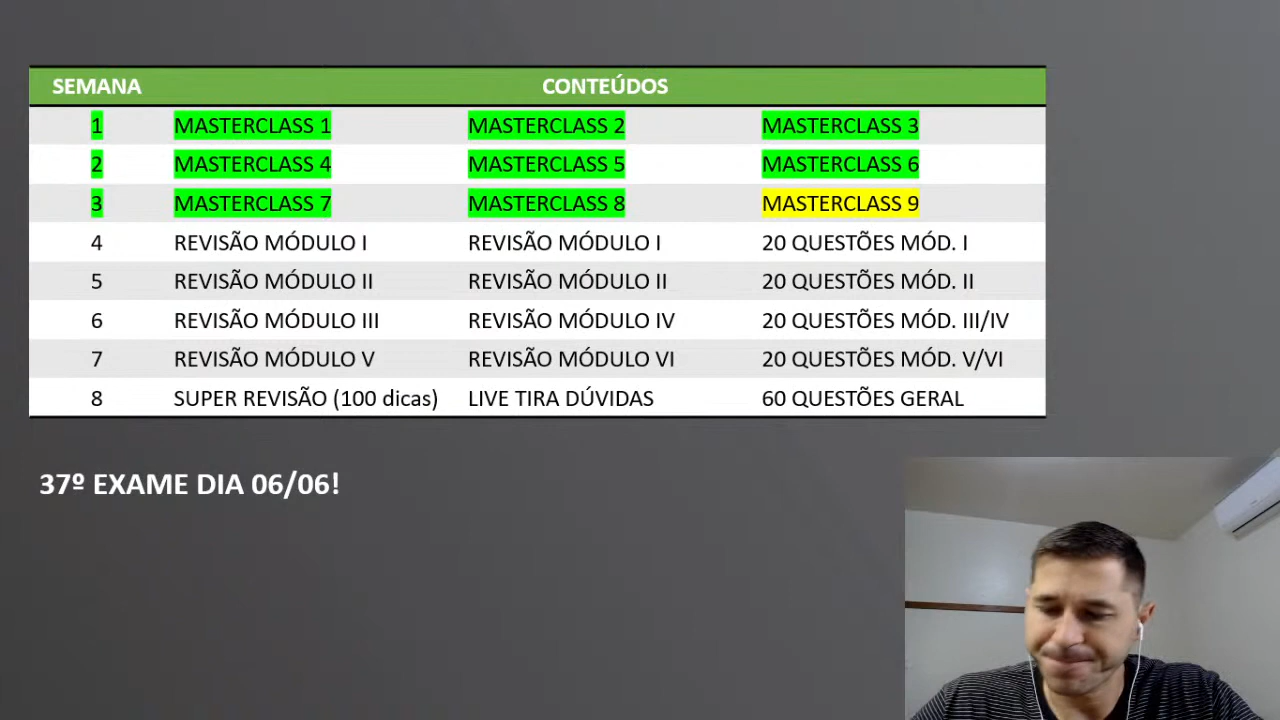 SEMANA CONTEÚDOS
1 MASTERCLASS 1 MASTERCLASS 2 MASTERCLASS 3
2 MASTERCLASS 4 MASTERCLASS 5 MASTERCLASS 6
3 MASTERCLASS 7 MASTERCLASS 8 MASTERCLASS 9
4 REVISÃO MÓDULO I REVISÃO MÓDULO I 20 QUESTÕES MÓD. I
5 REVISÃO MÓDULO II REVISÃO MÓDULO II 20 QUESTÕES MÓD. II
6 REVISÃO MÓDULO III REVISÃO MÓDULO IV 20 QUESTÕES MÓD. III/IV
7 REVISÃO MÓDULO V REVISÃO MÓDULO VI 20 QUESTÕES MÓD. V/VI
8 SUPER REVISÃO (100 dicas) LIVE TIRA DÚVIDAS 60 QUESTÕES GERAL
37º EXAME DIA 06/06!